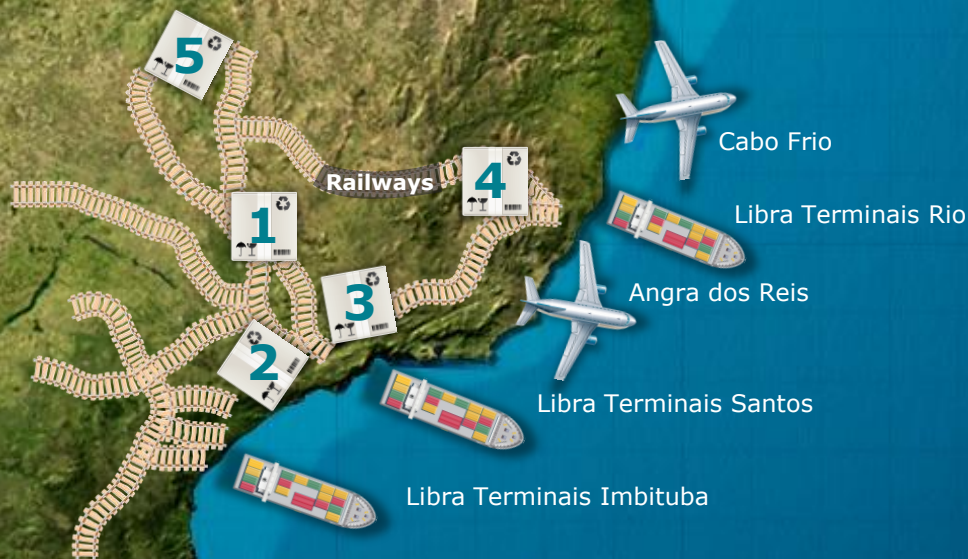 5
Cabo Frio
Railways
4
Libra Terminais Rio
1
Angra dos Reis
3
2
Libra Terminais Santos
Libra Terminais Imbituba